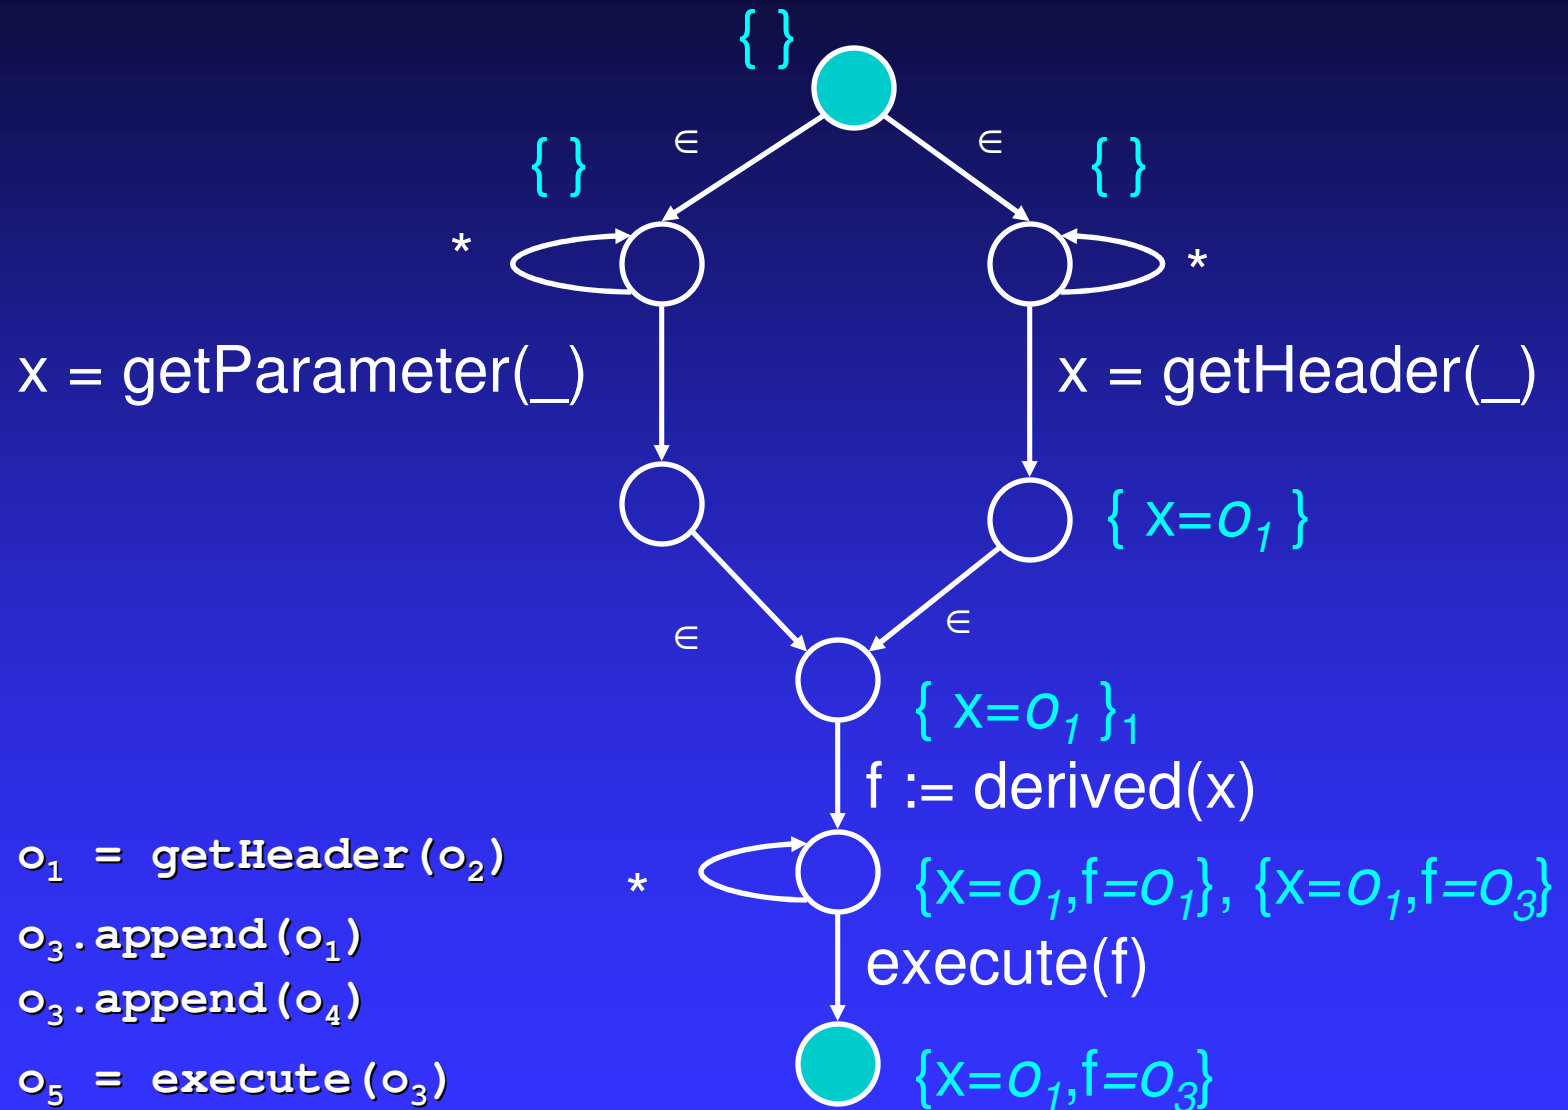 { }
∈ ∈
{ } { }
* *
x = getParameter(_) x = getHeader(_)
{ x=o₁ }
∈ ∈
{ x=o₁ }₁
f := derived(x)
o₁ = getHeader(o₂)
* {x=o₁,f=o₁}, {x=o₁,f=o₃}
o₃.append(o₁)
execute(f)
o₃.append(o₄)
o₅ = execute(o₃)
{x=o₁,f=o₃}